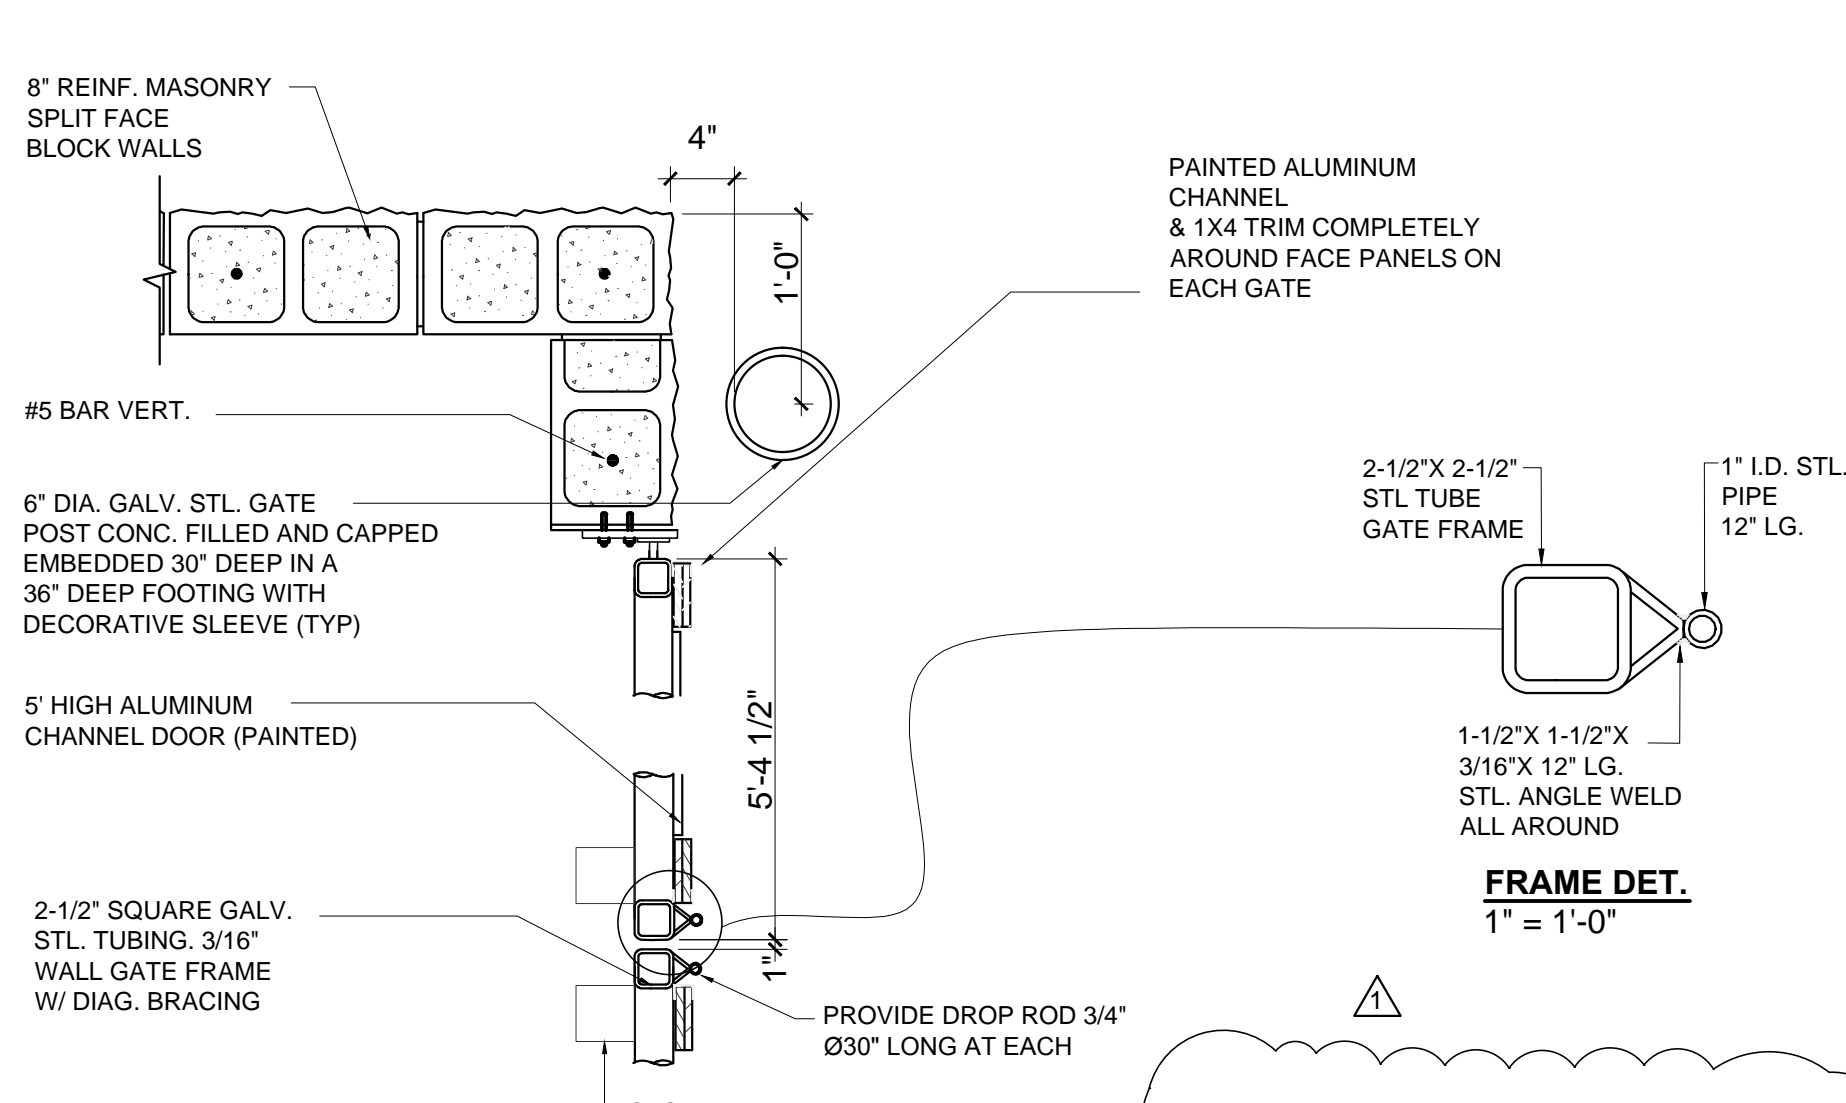 8" REINF. MASONRY
SPLIT FACE
BLOCK WALLS
4"
1'-0"
PAINTED ALUMINUM
CHANNEL
& 1X4 TRIM COMPLETELY
AROUND FACE PANELS ON
EACH GATE
#5 BAR VERT.
6" DIA. GALV. STL. GATE
POST CONC. FILLED AND CAPPED
EMBEDDED 30" DEEP IN A
36" DEEP FOOTING WITH
DECORATIVE SLEEVE (TYP)
5' HIGH ALUMINUM
CHANNEL DOOR (PAINTED)
5'-4 1/2"
2-1/2" SQUARE GALV.
STL. TUBING. 3/16"
WALL GATE FRAME
W/ DIAG. BRACING
1"
PROVIDE DROP ROD 3/4"
Ø30" LONG AT EACH
2-1/2"X 2-1/2"
STL TUBE
GATE FRAME
1" I.D. STL.
PIPE
12" LG.
1-1/2"X 1-1/2"X
3/16"X 12" LG.
STL. ANGLE WELD
ALL AROUND
FRAME DET.
1" = 1'-0"
1